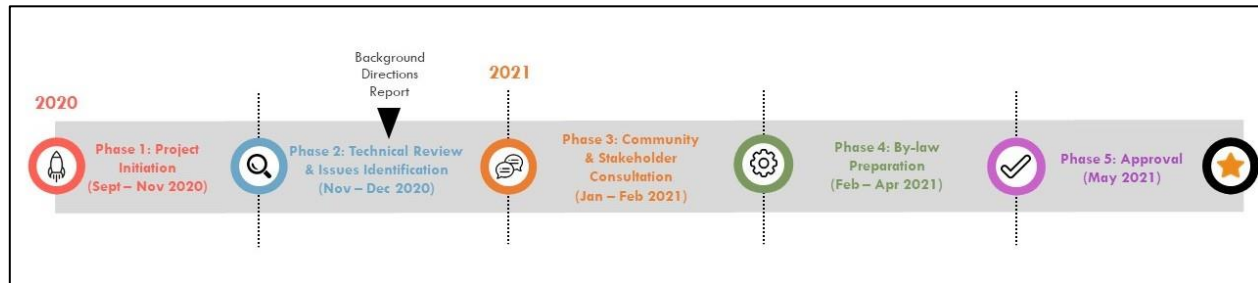 Background
Directions
Report
2020
2021
Phase 1: Project
Initiation
(Sept – Nov 2020)
Phase 2: Technical Review
& Issues Identification
(Nov – Dec 2020)
Phase 3: Community
& Stakeholder
Consultation
(Jan – Feb 2021)
Phase 4: By-law
Preparation
(Feb – Apr 2021)
Phase 5: Approval
(May 2021)